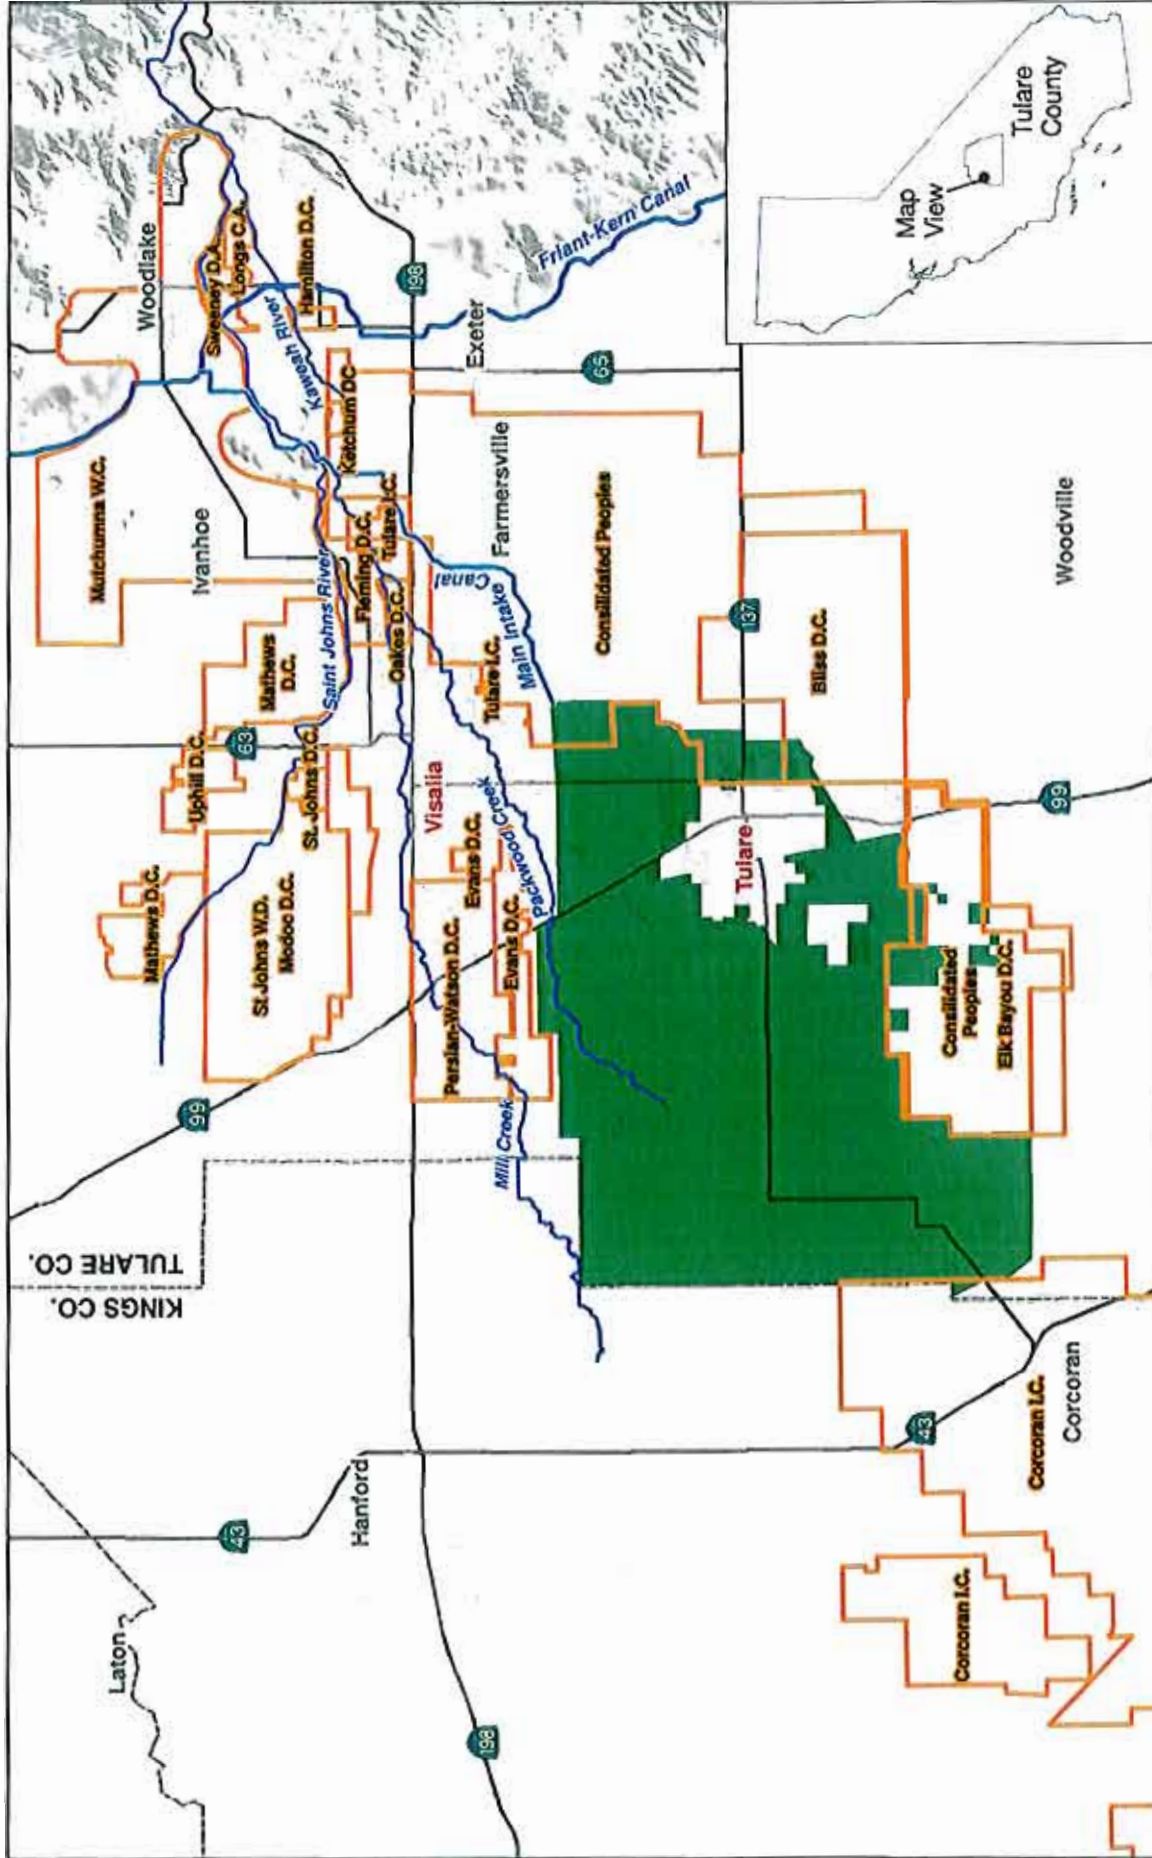 Laton
43
Hanford
198
KINGS CO.
TULARE CO.
99
Mill Creek
Persian-Watson D.C.
Evans D.C.
Evans D.C.
Packwood Creek
Visalia
St Johns W.D.
Modoc D.C.
Mathews D.C.
Uphill D.C.
63
St. Johns D.C.
Mathews
D.C.
Saint Johns River
Ivanhoe
Mutchumna W.C.
Fleming D.C.
Oakes D.C.
Tulare I.C.
Tulare I.C.
Ketchum DC
Kaweah River
Sweeney D.C.
Longs C.A.
Hamilton D.C.
Woodlake
198
Exeter
Friant-Kern Canal
65
Farmersville
Main Intake
Canal
Consilidated Peoples
137
Bliss D.C.
Woodville
Tulare
99
Consilidated
Peoples
Elk Bayou D.C.
43
Corcoran I.C.
Corcoran
Corcoran I.C.
Map
View
Tulare
County